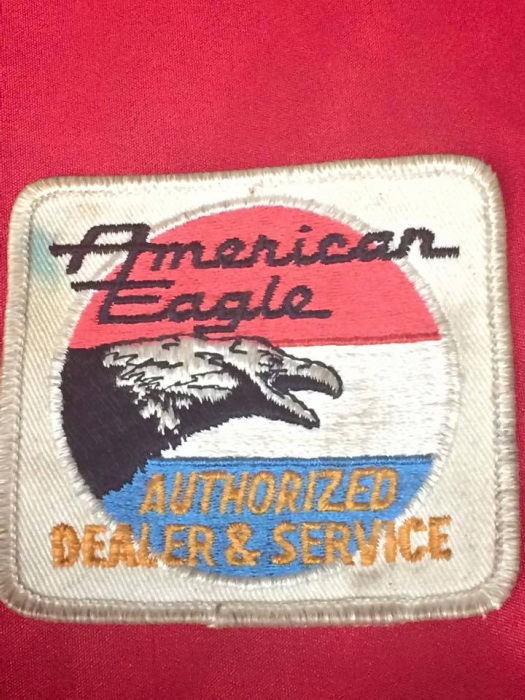 American
Eagle
AUTHORIZED
DEALER & SERVICE